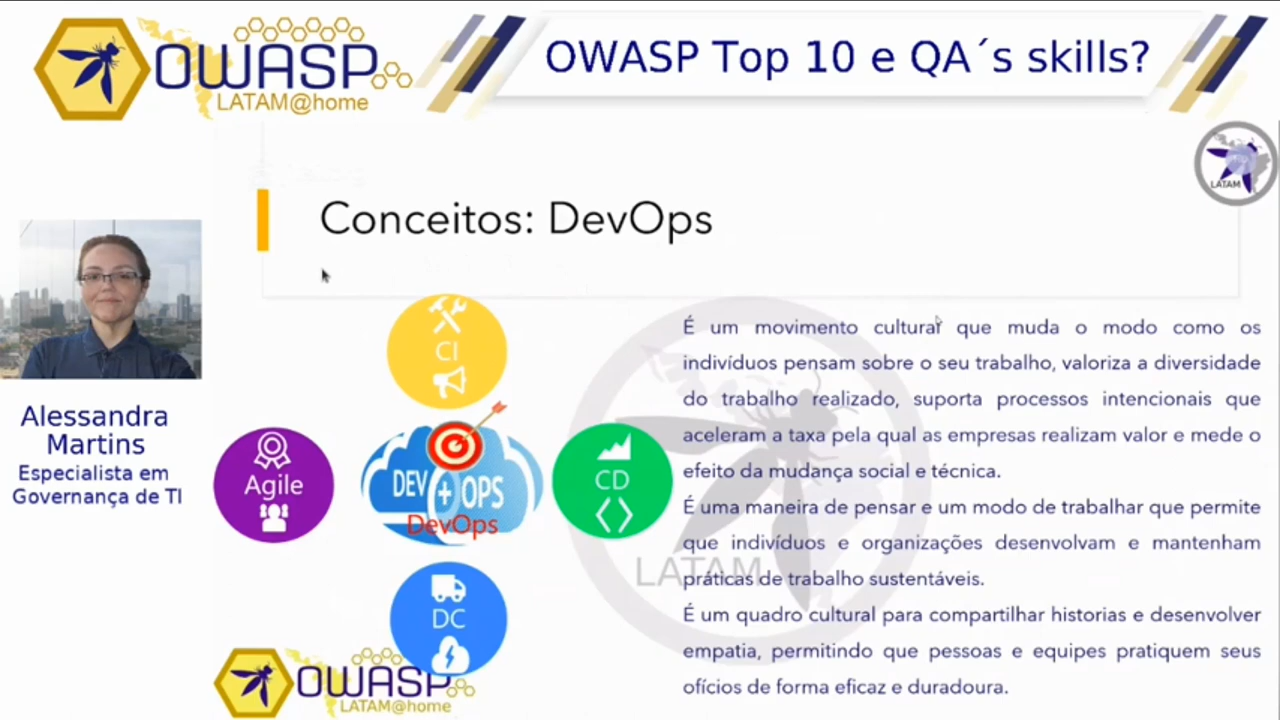 OWASP
LATAM@home
OWASP Top 10 e QA´s skills?
LATAM
Conceitos: DevOps
Alessandra
Martins
Especialista em
Governança de TI
CI
Agile
DEV + OPS
DevOps
CD
DC
É um movimento cultural que muda o modo como os
indivíduos pensam sobre o seu trabalho, valoriza a diversidade
do trabalho realizado, suporta processos intencionais que
aceleram a taxa pela qual as empresas realizam valor e mede o
efeito da mudança social e técnica.
É uma maneira de pensar e um modo de trabalhar que permite
que indivíduos e organizações desenvolvam e mantenham
práticas de trabalho sustentáveis.
É um quadro cultural para compartilhar historias e desenvolver
empatia, permitindo que pessoas e equipes pratiquem seus
ofícios de forma eficaz e duradoura.
LATAM
OWASP
LATAM@home